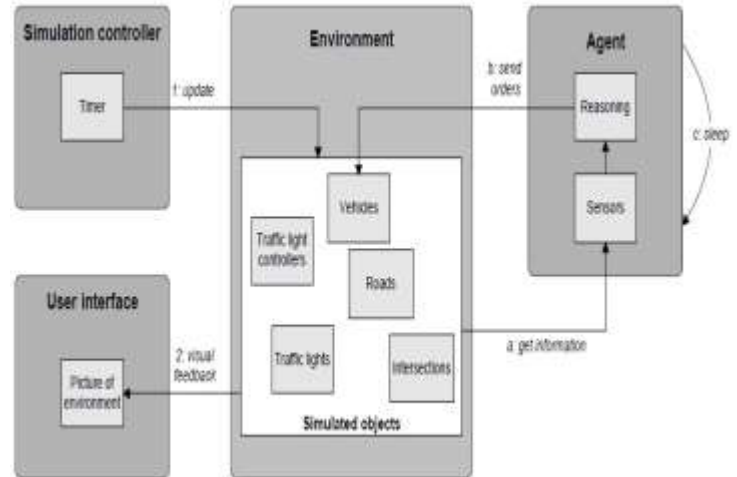 Simulation controller
Timer
1: update
Environment
Agent
b: send
orders
Reasoning
c: sleep
Sensors
Vehicles
Traffic light
controllers
Roads
Traffic lights
Intersections
Simulated objects
a: get information
User interface
Picture of
environment
2: visual
feedback